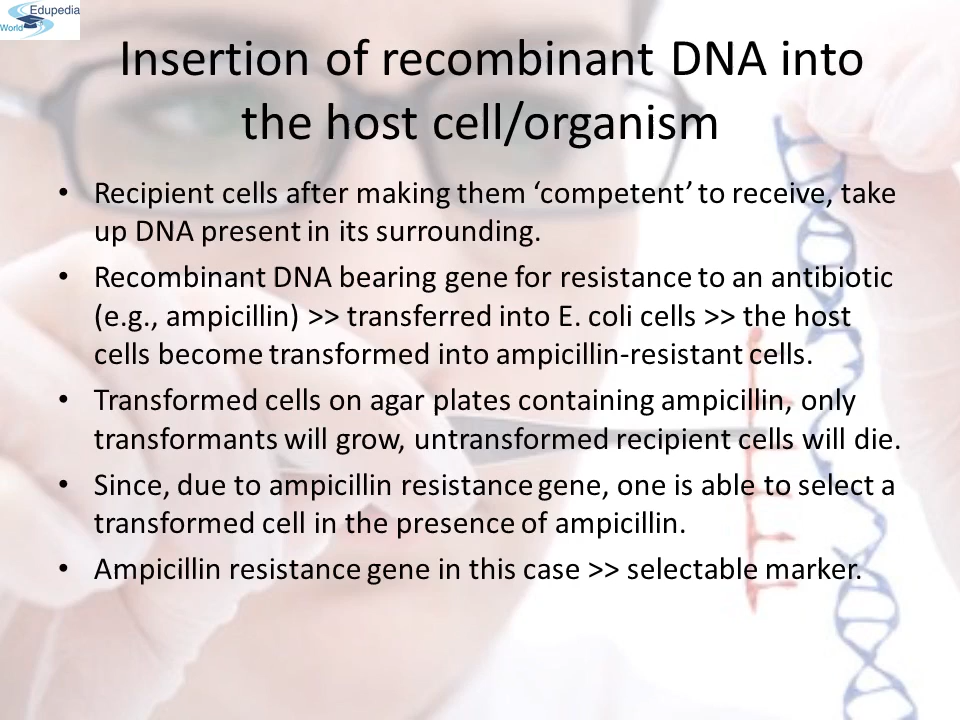 Edupedia
World
Insertion of recombinant DNA into
the host cell/organism
• Recipient cells after making them ‘competent’ to receive, take
up DNA present in its surrounding.
• Recombinant DNA bearing gene for resistance to an antibiotic
(e.g., ampicillin) >> transferred into E. coli cells >> the host
cells become transformed into ampicillin-resistant cells.
• Transformed cells on agar plates containing ampicillin, only
transformants will grow, untransformed recipient cells will die.
• Since, due to ampicillin resistance gene, one is able to select a
transformed cell in the presence of ampicillin.
• Ampicillin resistance gene in this case >> selectable marker.